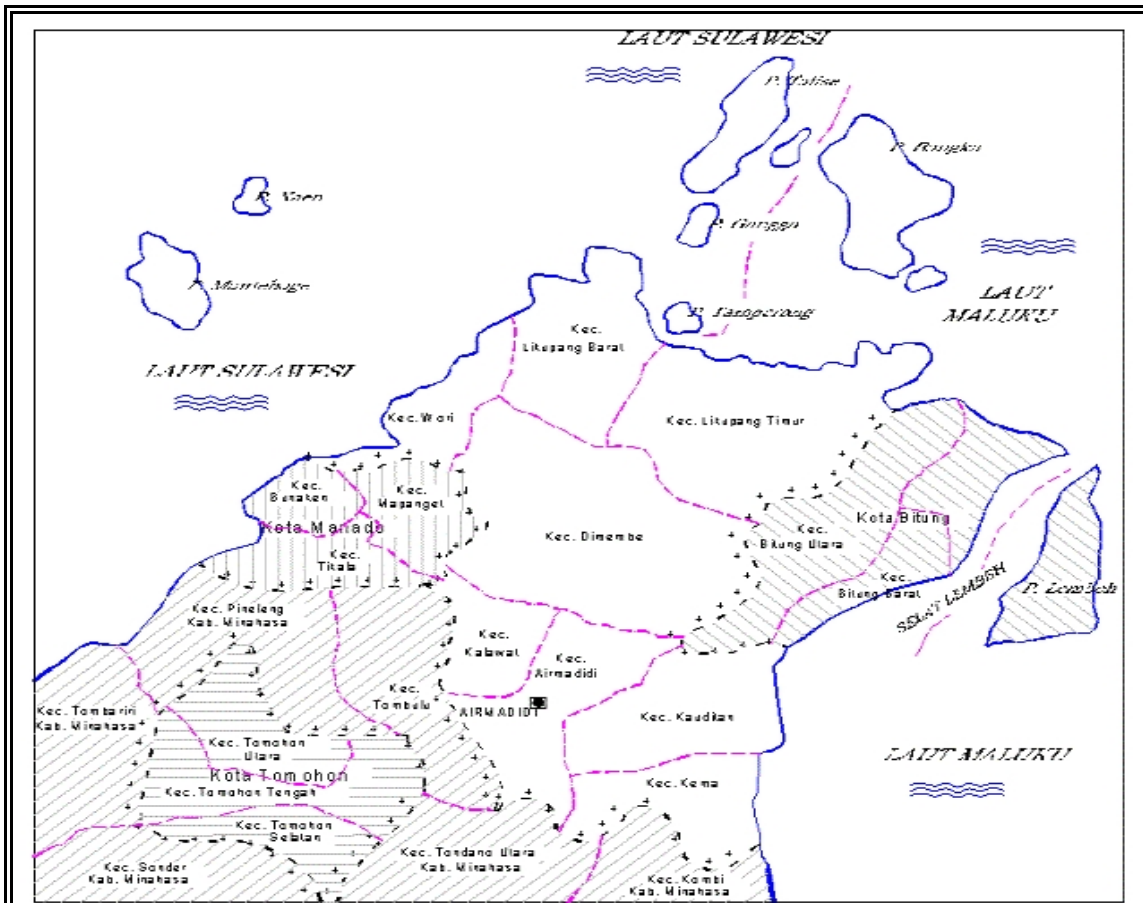 LAUT SULAWESI
P. Talise
P. Bangka
P. Naen
P. Gangga
P. Mantehage
LAUT
MALUKU
P. Tamperong
Kec.
Likupang Barat
LAUT SULAWESI
Kec. Wori
Kec. Likupang Timur
Kec.
Bunaken
Kec.
Mapanget
Kota Manado
Kec. Dimembe
Kota Bitung
Kec.
Bitung Utara
Kec.
Tikala
Kec.
Bitung Barat
SELAT LEMBEH
P. Lembeh
Kec. Pineleng
Kab. Minahasa
Kec.
Kalawat
Kec.
Airmadidi
Kec.
Tombulu
AIRMADIDI
Kec. Tombariri
Kab. Minahasa
Kec. Kauditan
Kec. Tomohon
Utara
LAUT MALUKU
Kota Tomohon
Kec. Tomohon Tengah
Kec. Kema
Kec. Tomohon
Selatan
Kec. Sonder
Kab. Minahasa
Kec. Tondano Utara
Kab. Minahasa
Kec. Kombi
Kab. Minahasa